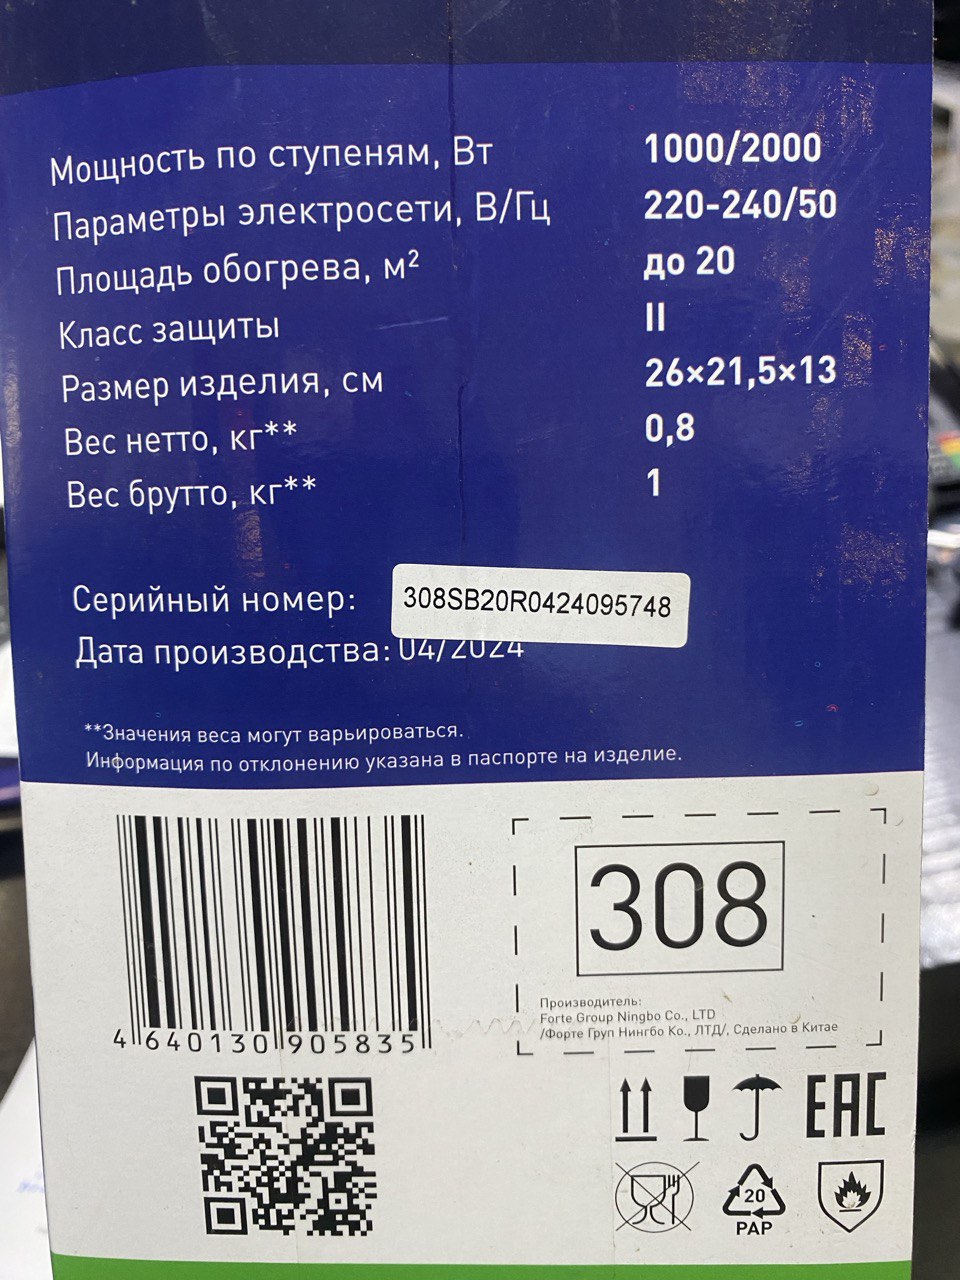 Мощность по ступеням, Вт 1000/2000
Параметры электросети, В/Гц 220-240/50
Площадь обогрева, м² до 20
Класс защиты II
Размер изделия, см 26×21,5×13
Вес нетто, кг** 0,8
Вес брутто, кг** 1
Серийный номер: 308SB20R0424095748
Дата производства: 04/2024
**Значения веса могут варьироваться.
Информация по отклонению указана в паспорте на изделие.
4 640130 905835
308
Производитель:
Forte Group Ningbo Co., LTD
/Форте Груп Нингбо Ко., ЛТД/, Сделано в Китае
EAC
20
PAP